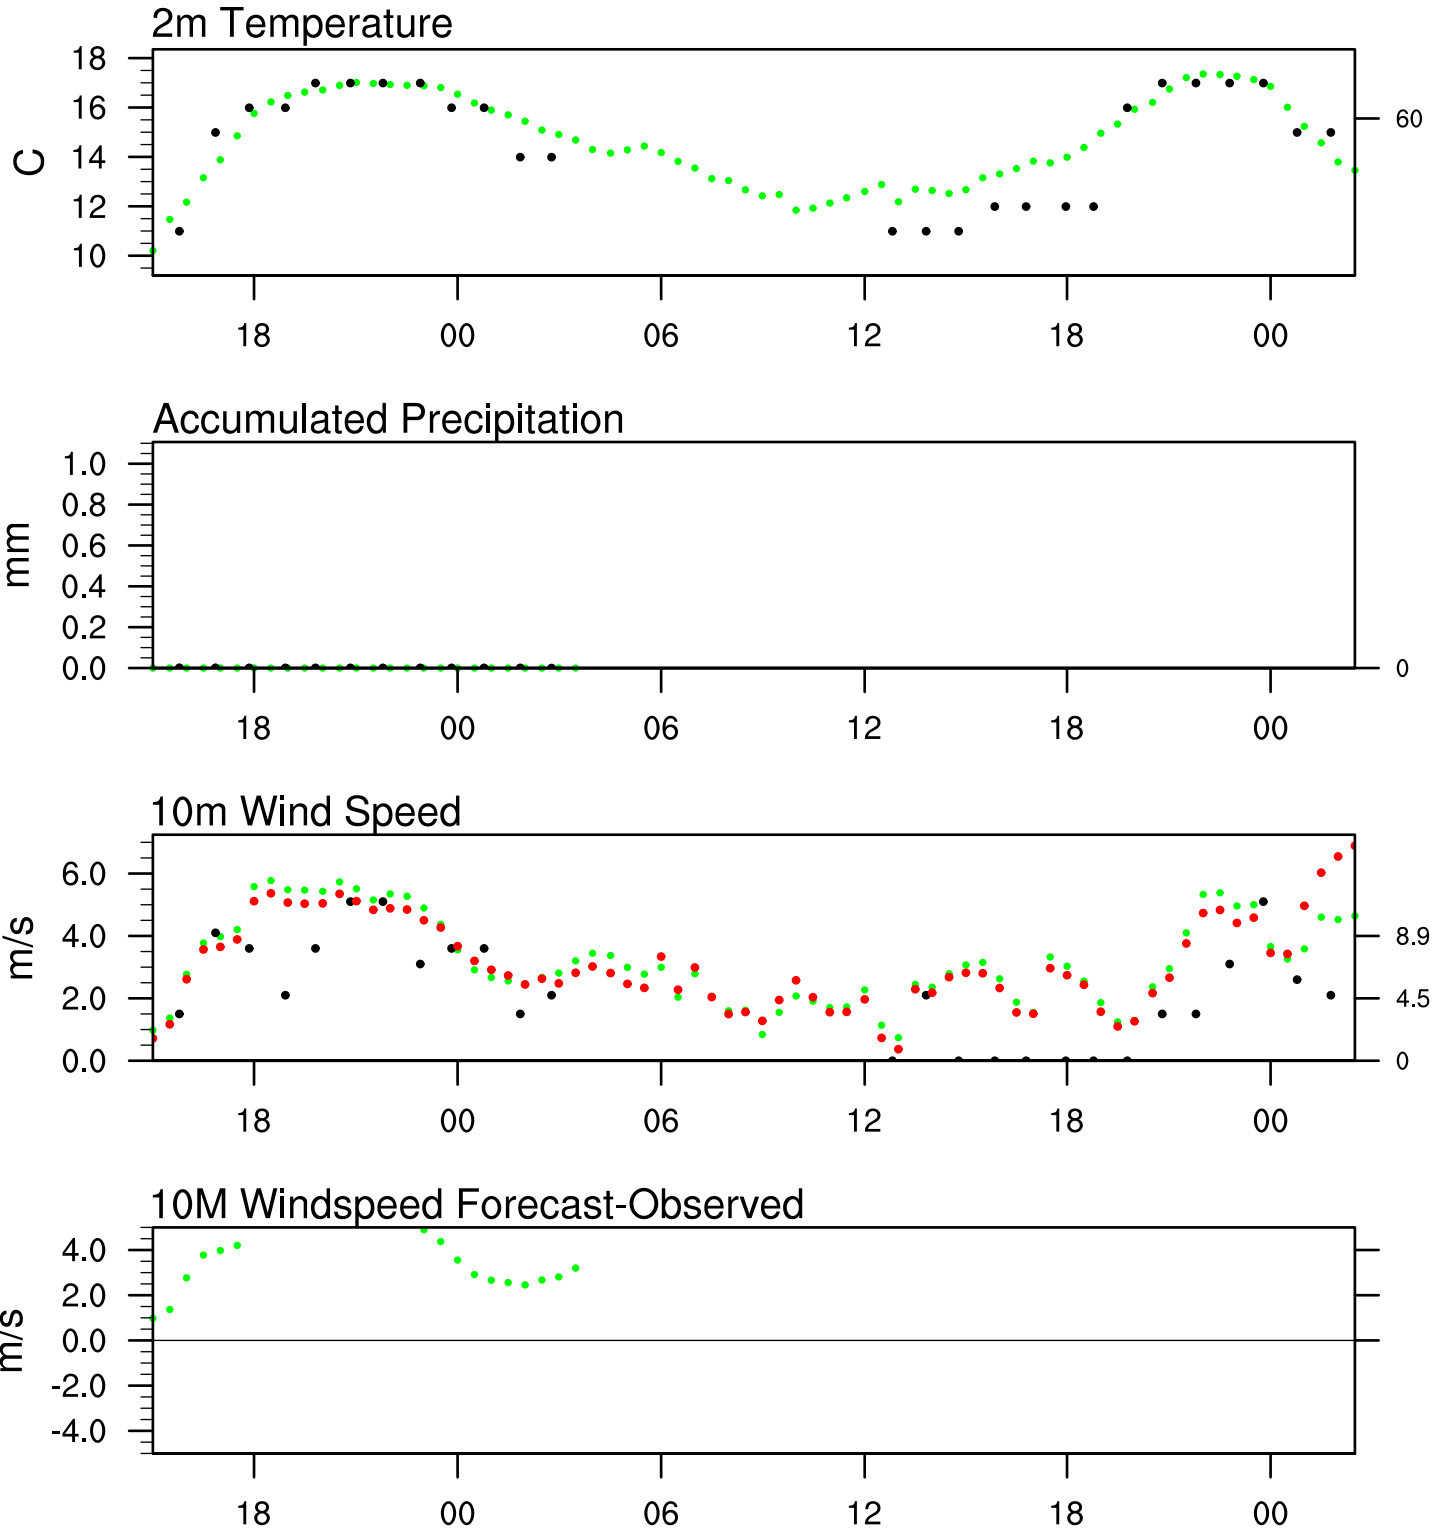 2m Temperature
18
16
14
12
10
C
60
18 00 06 12 18 00
Accumulated Precipitation
1.0
0.8
0.6
0.4
0.2
0.0
mm
0
18 00 06 12 18 00
10m Wind Speed
6.0
4.0
2.0
0.0
m/s
8.9
4.5
0
18 00 06 12 18 00
10M Windspeed Forecast-Observed
4.0
2.0
0.0
-2.0
-4.0
m/s
18 00 06 12 18 00